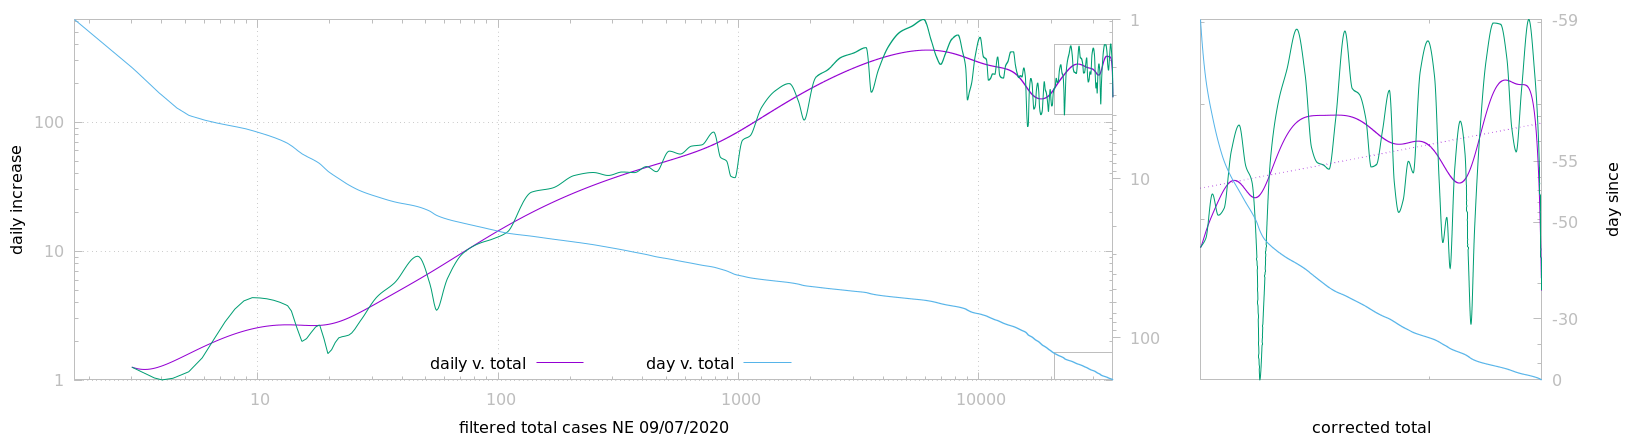 1
-59
100
daily increase
10
-55
day since
-50
10
-30
100
daily v. total
day v. total
1
0
10
100
1000
10000
filtered total cases NE 09/07/2020
corrected total